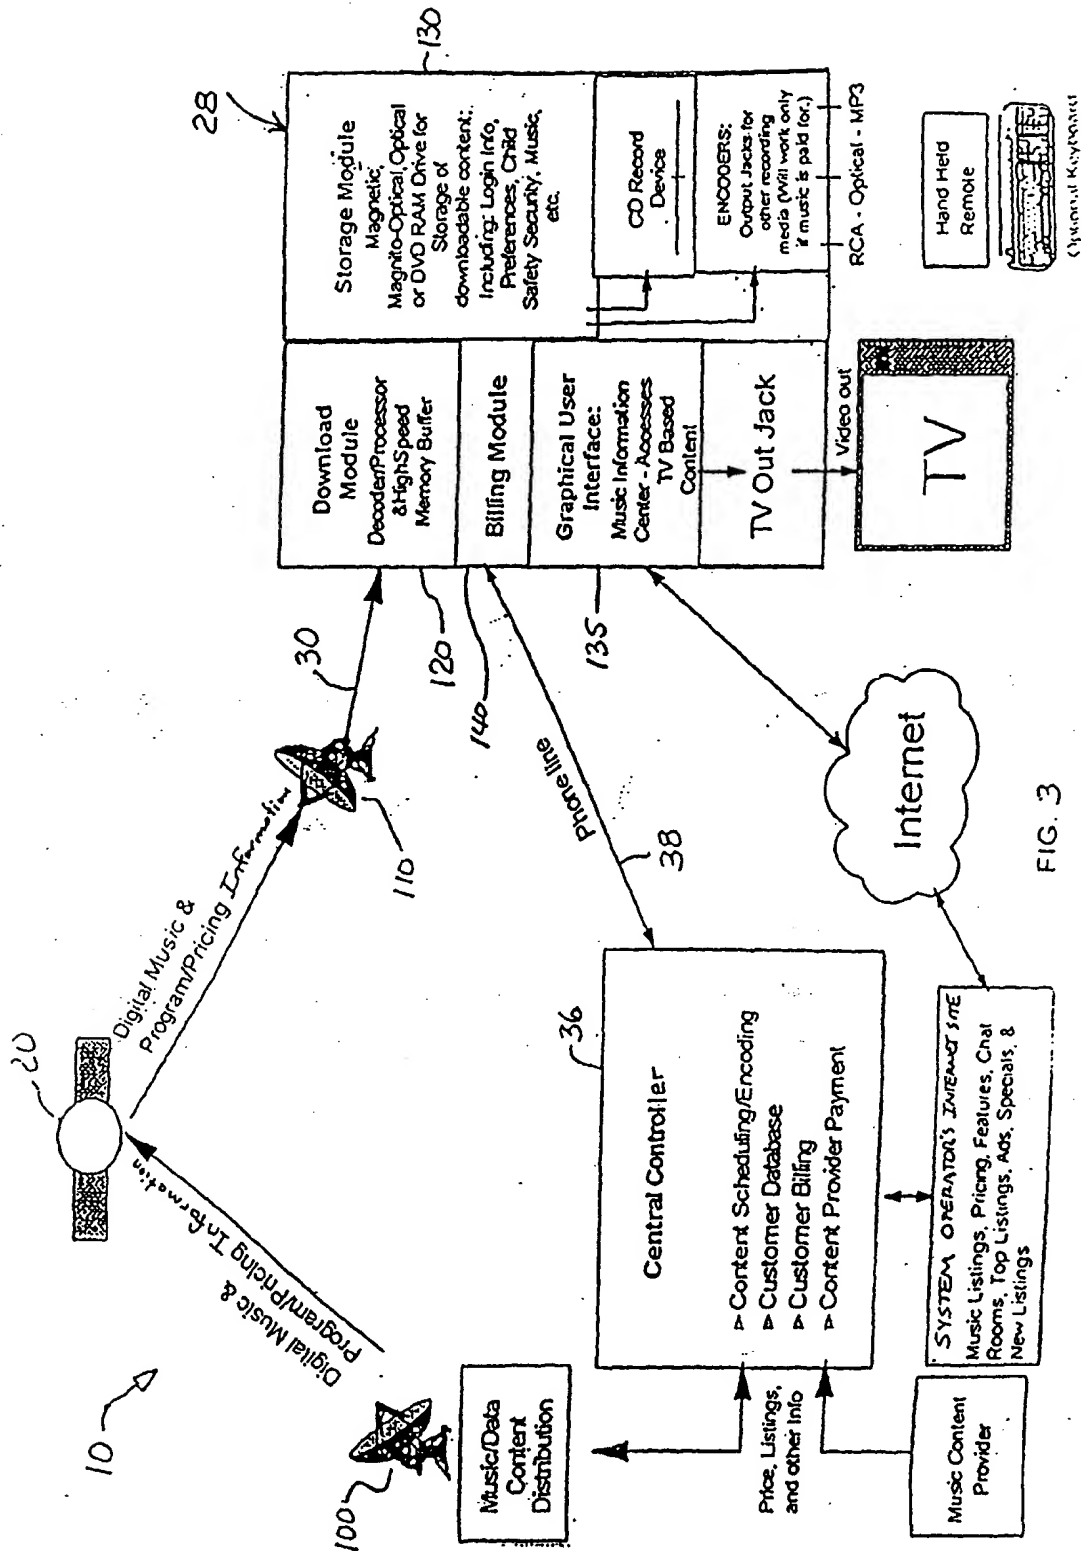 10
20
Digital Music &
Program/Pricing Information
Digital Music &
Program/Pricing Information
100
Music/Data
Content
Distribution
110
30
28
130
Download
Module
Decoder/Processor
& High Speed
Memory Buffer
120
Billing Module
140
Graphical User
Interface:
Music Information
Center - Accesses
TV Based
Content
135
TV Out Jack
Video out
TV
Storage Module
Magnetic,
Magnito-Optical, Optical
or DVD RAM Drive for
Storage of
downloadable content:
Including: Login Info,
Preferences, Child
Safety Security, Music,
etc.
CD Record
Device
ENCODERS:
Output Jacks for
other recording
media (Will work only
if music is paid for.)
RCA - Optical - MP3
Hand Held
Remote
Optional Keyboard
Phone line
38
36
Central Controller
> Content Scheduling/Encoding
> Customer Database
> Customer Billing
> Content Provider Payment
Price, Listings,
and other Info
Music Content
Provider
SYSTEM OPERATOR'S INTERNET SITE
Music Listings, Pricing, Features, Chat
Rooms, Top Listings, Ads, Specials, &
New Listings
Internet
FIG. 3